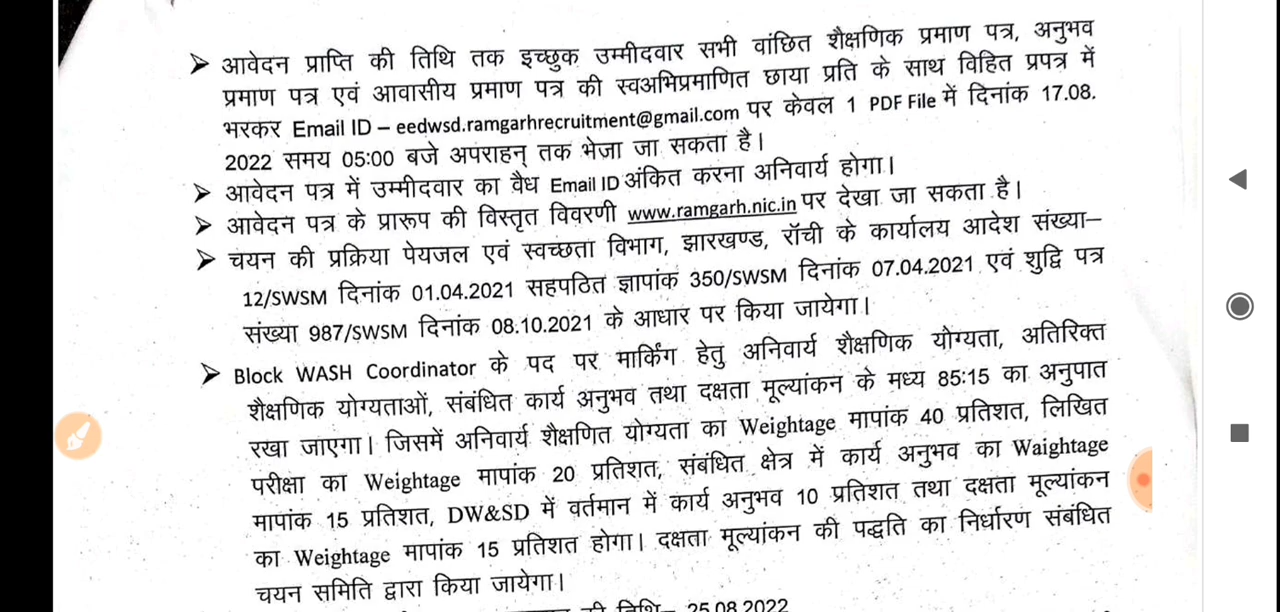 ➢ आवेदन प्राप्ति की तिथि तक इच्छुक उम्मीदवार सभी वांछित शैक्षणिक प्रमाण पत्र, अनुभव
प्रमाण पत्र एवं आवासीय प्रमाण पत्र की स्वअभिप्रमाणित छाया प्रति के साथ विहित प्रपत्र में
भरकर Email ID – eedwsd.ramgarhrecruitment@gmail.com पर केवल 1 PDF File में दिनांक 17.08.
2022 समय 05:00 बजे अपराहन् तक भेजा जा सकता है।
➢ आवेदन पत्र में उम्मीदवार का वैध Email ID अंकित करना अनिवार्य होगा।
➢ आवेदन पत्र के प्रारूप की विस्तृत विवरणी www.ramgarh.nic.in पर देखा जा सकता है।
➢ चयन की प्रक्रिया पेयजल एवं स्वच्छता विभाग, झारखण्ड, राँची के कार्यालय आदेश संख्या–
12/SWSM दिनांक 01.04.2021 सहपठित ज्ञापांक 350/SWSM दिनांक 07.04.2021 एवं शुद्वि पत्र
संख्या 987/SWSM दिनांक 08.10.2021 के आधार पर किया जायेगा।
➢ Block WASH Coordinator के पद पर मार्किंग हेतु अनिवार्य शैक्षणिक योग्यता, अतिरिक्त
शैक्षणिक योग्यताओं, संबंधित कार्य अनुभव तथा दक्षता मूल्यांकन के मध्य 85:15 का अनुपात
रखा जाएगा। जिसमें अनिवार्य शैक्षणित योग्यता का Weightage मापांक 40 प्रतिशत, लिखित
परीक्षा का Weightage मापांक 20 प्रतिशत, संबंधित क्षेत्र में कार्य अनुभव का Waightage
मापांक 15 प्रतिशत, DW&SD में वर्तमान में कार्य अनुभव 10 प्रतिशत तथा दक्षता मूल्यांकन
का Weightage मापांक 15 प्रतिशत होगा। दक्षता मूल्यांकन की पद्धति का निर्धारण संबंधित
चयन समिति द्वारा किया जायेगा।
की तिथि– 25.08.2022